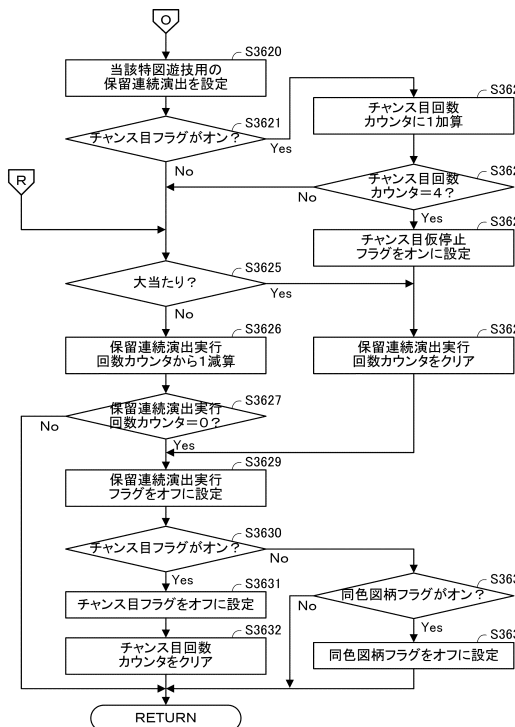 O
S3620
当該特図遊技用の
保留連続演出を設定
S3621
チャンス目フラグがオン?
Yes
No
S362
チャンス目回数
カウンタに1加算
S362
チャンス目回数
カウンタ=4?
No
Yes
R
S362
チャンス目仮停止
フラグをオンに設定
S3625
大当たり?
Yes
No
S3626
保留連続演出実行
回数カウンタから1減算
S362
保留連続演出実行
回数カウンタをクリア
S3627
保留連続演出実行
回数カウンタ=0?
No
Yes
S3629
保留連続演出実行
フラグをオフに設定
S3630
チャンス目フラグがオン?
No
Yes
S3631
チャンス目フラグをオフに設定
S363
同色図柄フラグがオン?
No
Yes
S3632
チャンス目回数
カウンタをクリア
S363
同色図柄フラグをオフに設定
RETURN